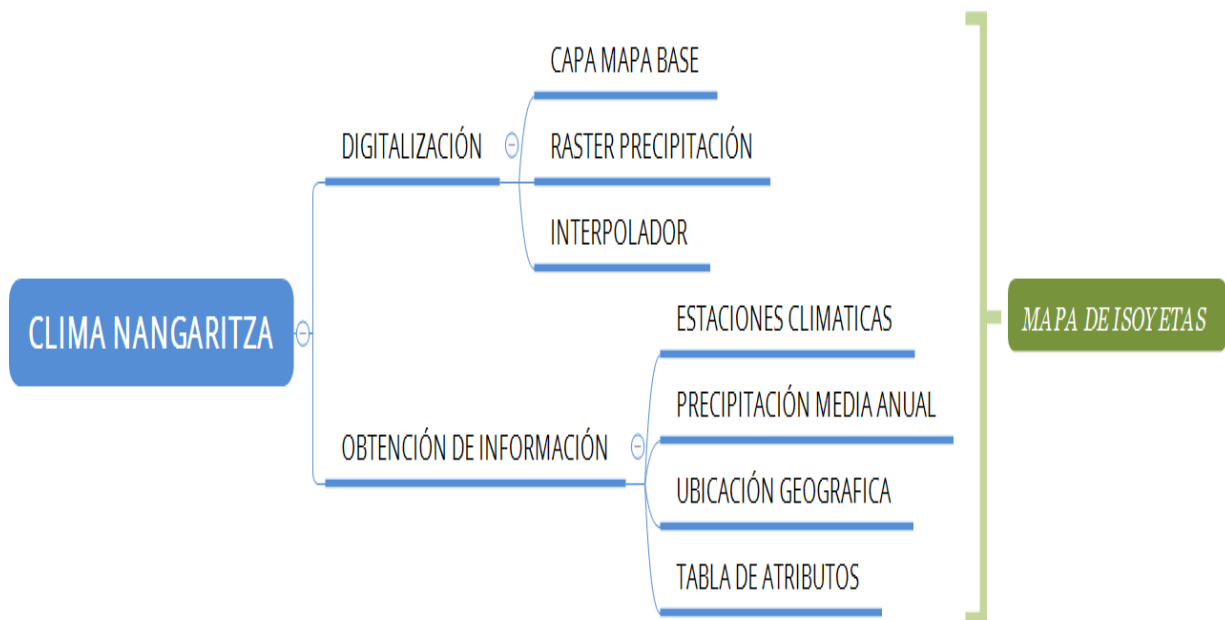 CLIMA NANGARITZA
DIGITALIZACIÓN
CAPA MAPA BASE
RASTER PRECIPITACIÓN
INTERPOLADOR
OBTENCIÓN DE INFORMACIÓN
ESTACIONES CLIMATICAS
PRECIPITACIÓN MEDIA ANUAL
UBICACIÓN GEOGRAFICA
TABLA DE ATRIBUTOS
MAPA DE ISOYETAS